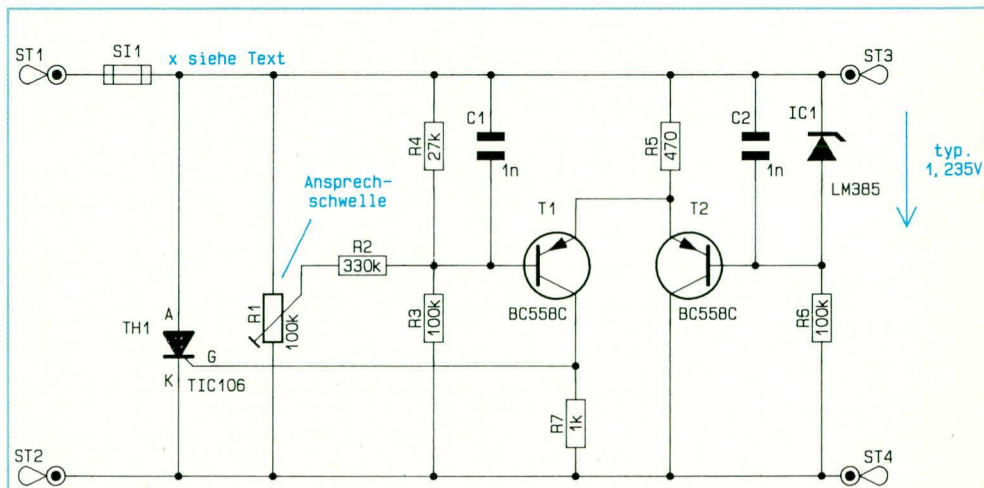 ST1
SI1
x siehe Text
ST3
R4
27k
C1
1n
R5
470
C2
1n
IC1
LM385
typ.
1,235V
Ansprech-
schwelle
T1
T2
R2
330k
BC558C
BC558C
R1
100k
R3
100k
R6
100k
A
TH1
G
K
TIC106
R7
1k
ST2
ST4